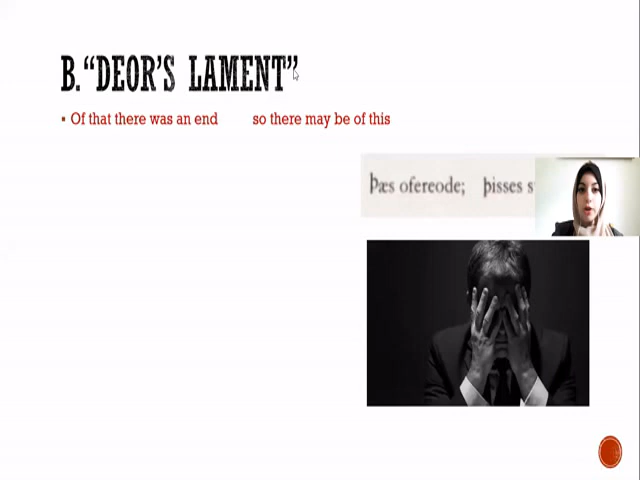 B.“DEOR’S LAMENT”
Of that there was an end so there may be of this
Þæs ofereode; þisses s